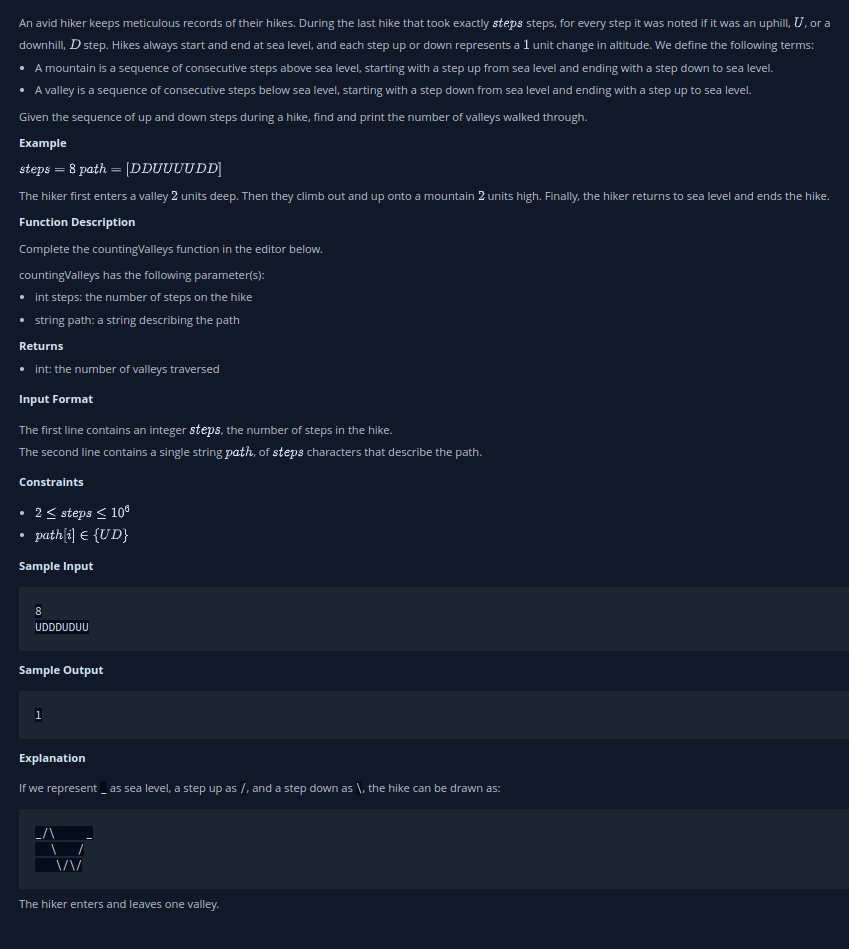 An avid hiker keeps meticulous records of their hikes. During the last hike that took exactly steps steps, for every step it was noted if it was an uphill, U, or a
downhill, D step. Hikes always start and end at sea level, and each step up or down represents a 1 unit change in altitude. We define the following terms:
• A mountain is a sequence of consecutive steps above sea level, starting with a step up from sea level and ending with a step down to sea level.
• A valley is a sequence of consecutive steps below sea level, starting with a step down from sea level and ending with a step up to sea level.
Given the sequence of up and down steps during a hike, find and print the number of valleys walked through.
Example
steps = 8 path = [DDUUUUDD]
The hiker first enters a valley 2 units deep. Then they climb out and up onto a mountain 2 units high. Finally, the hiker returns to sea level and ends the hike.
Function Description
Complete the countingValleys function in the editor below.
countingValleys has the following parameter(s):
• int steps: the number of steps on the hike
• string path: a string describing the path
Returns
• int: the number of valleys traversed
Input Format
The first line contains an integer steps, the number of steps in the hike.
The second line contains a single string path, of steps characters that describe the path.
Constraints
• 2 ≤ steps ≤ 10⁶
• path[i] ∈ {UD}
Sample Input
8
UDDDUDUU
Sample Output
1
Explanation
If we represent _ as sea level, a step up as /, and a step down as \, the hike can be drawn as:
_/\      _
   \    /
    \/\/
The hiker enters and leaves one valley.